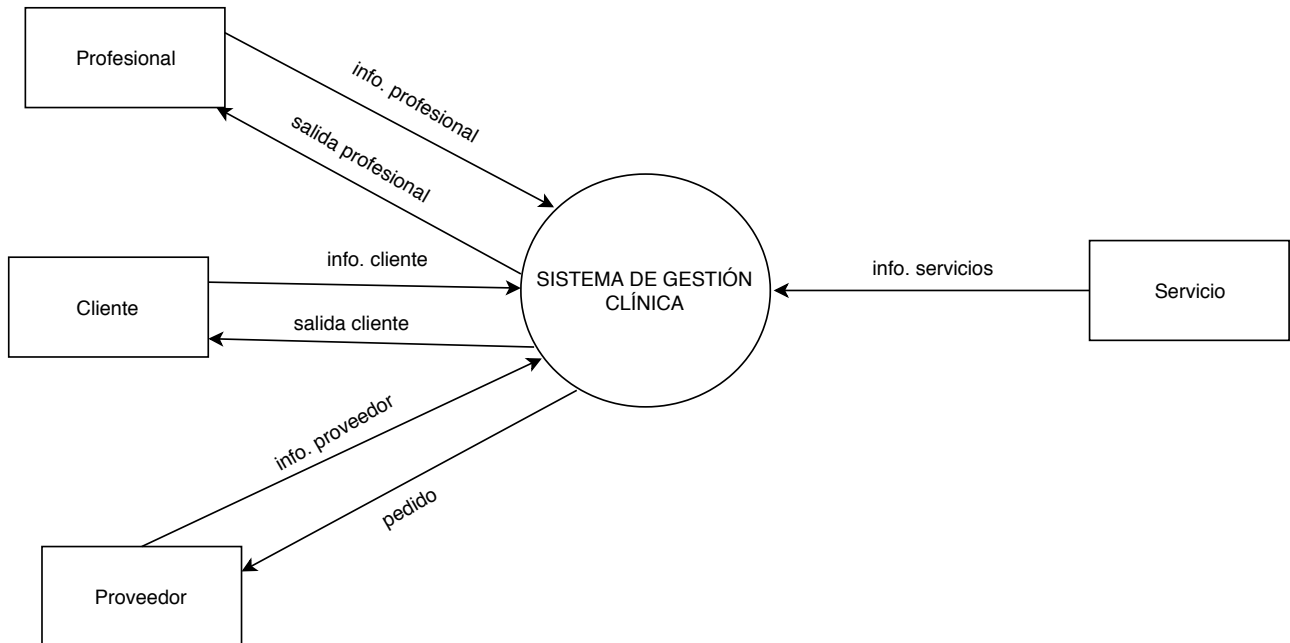 Profesional
info. profesional
salida profesional
Cliente
info. cliente
salida cliente
SISTEMA DE GESTIÓN
CLÍNICA
info. servicios
Servicio
info. proveedor
pedido
Proveedor